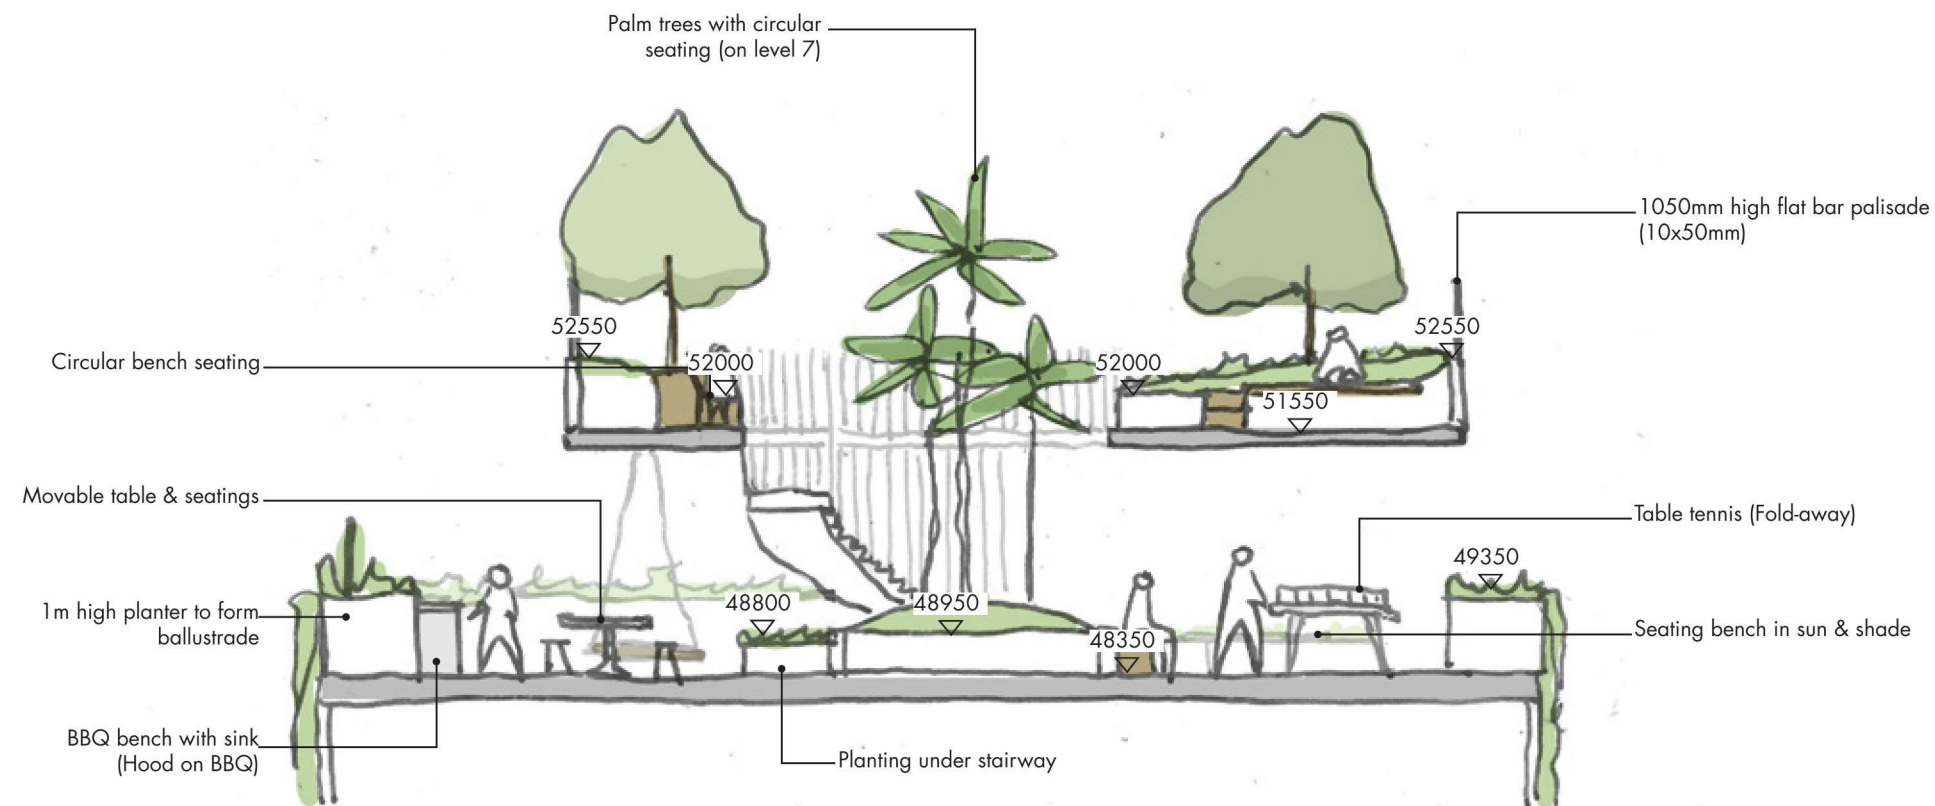 Palm trees with circular
seating (on level 7)
1050mm high flat bar palisade
(10x50mm)
52550
52550
Circular bench seating
52000
52000
51550
Movable table & seatings
Table tennis (Fold-away)
49350
1m high planter to form
ballustrade
48800
48950
48350
Seating bench in sun & shade
BBQ bench with sink
(Hood on BBQ)
Planting under stairway